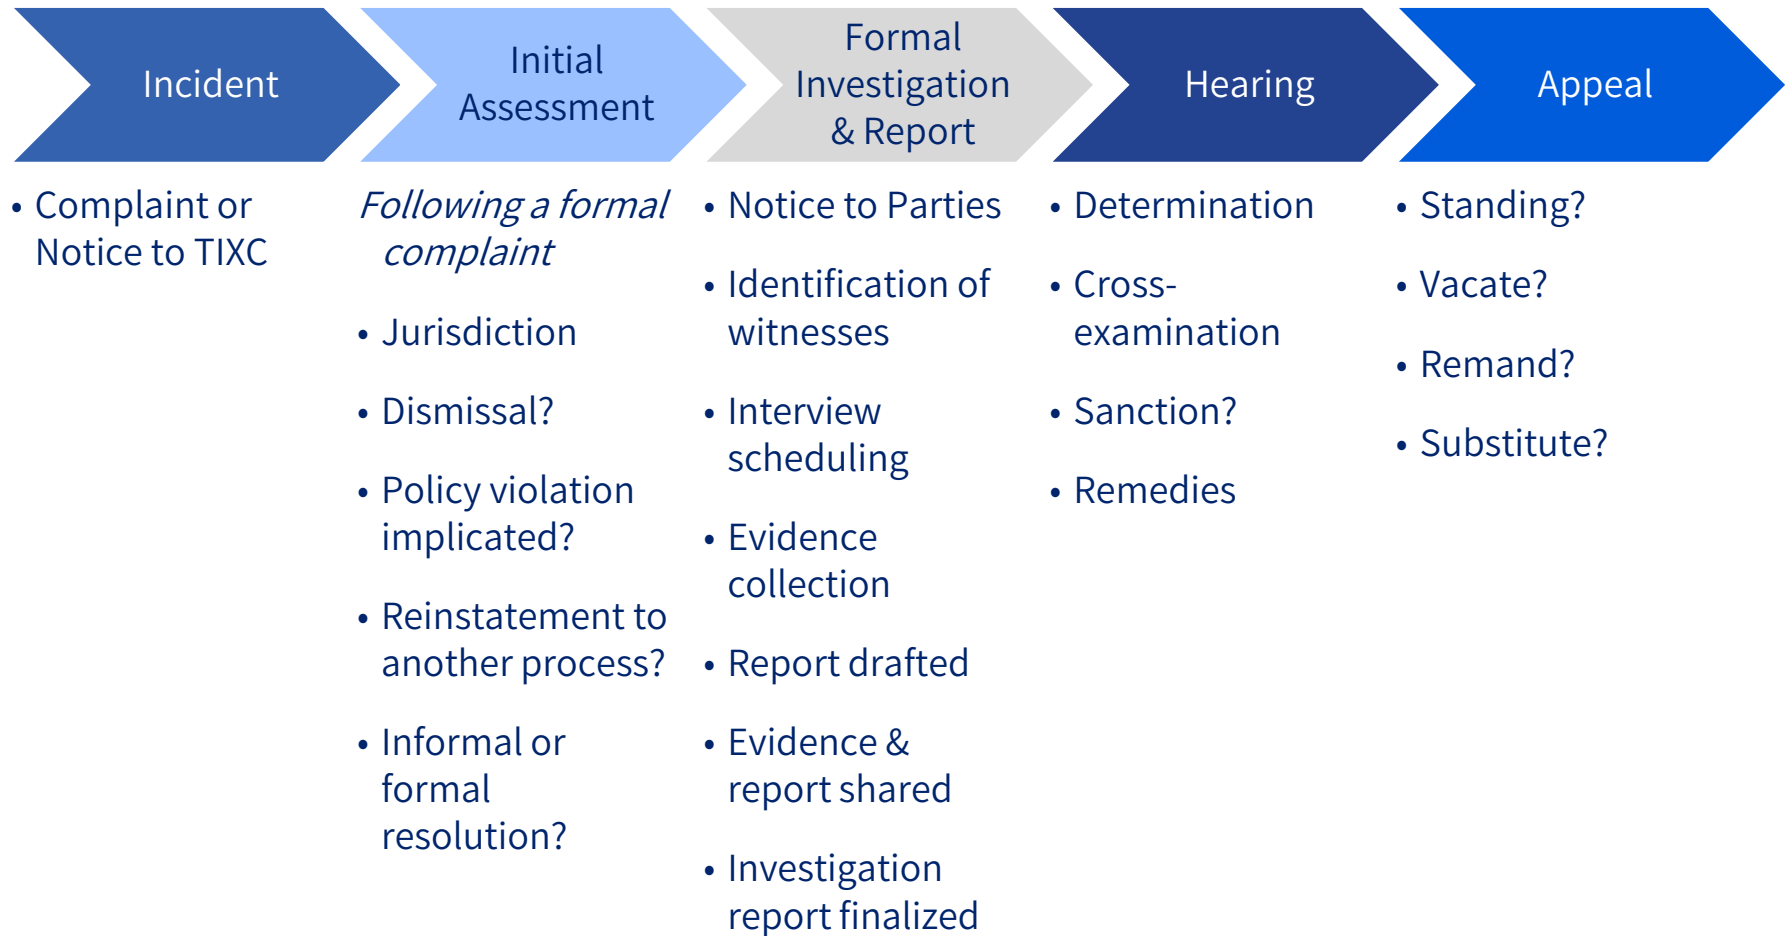 Incident
Initial
Assessment
Formal
Investigation
& Report
Hearing
Appeal
• Complaint or
Notice to TIXC
Following a formal
complaint
• Jurisdiction
• Dismissal?
• Policy violation
implicated?
• Reinstatement to
another process?
• Informal or
formal
resolution?
• Notice to Parties
• Identification of
witnesses
• Interview
scheduling
• Evidence
collection
• Report drafted
• Evidence &
report shared
• Investigation
report finalized
• Determination
• Cross-
examination
• Sanction?
• Remedies
• Standing?
• Vacate?
• Remand?
• Substitute?